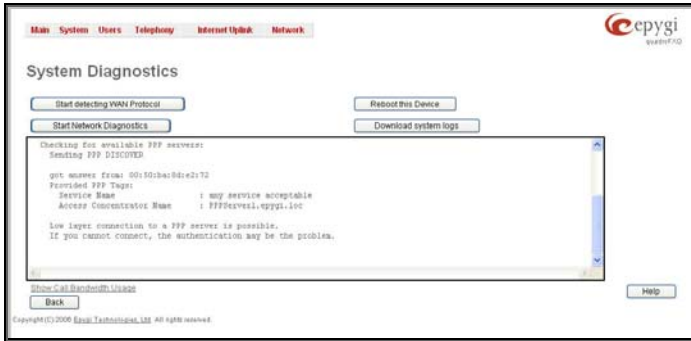 Main System Users Telephony Internet Uplink Network
epygi
quadroFXO
System Diagnostics
Start detecting WAN Protocol
Reboot this Device
Start Network Diagnostics
Download system logs
Checking for available PPP servers:
Sending PPP DISCOVER
got answer from: 00:50:ba:0d:e2:72
Provided PPP Tags:
Service Name : any service acceptable
Access Concentrator Name : PPPServer1.epygi.loc
Low layer connection to a PPP server is possible.
If you cannot connect, the authentication may be the problem.
Show Call Bandwidth Usage
Help
Back
Copyright (C) 2006 Epygi Technologies, Ltd. All rights reserved.